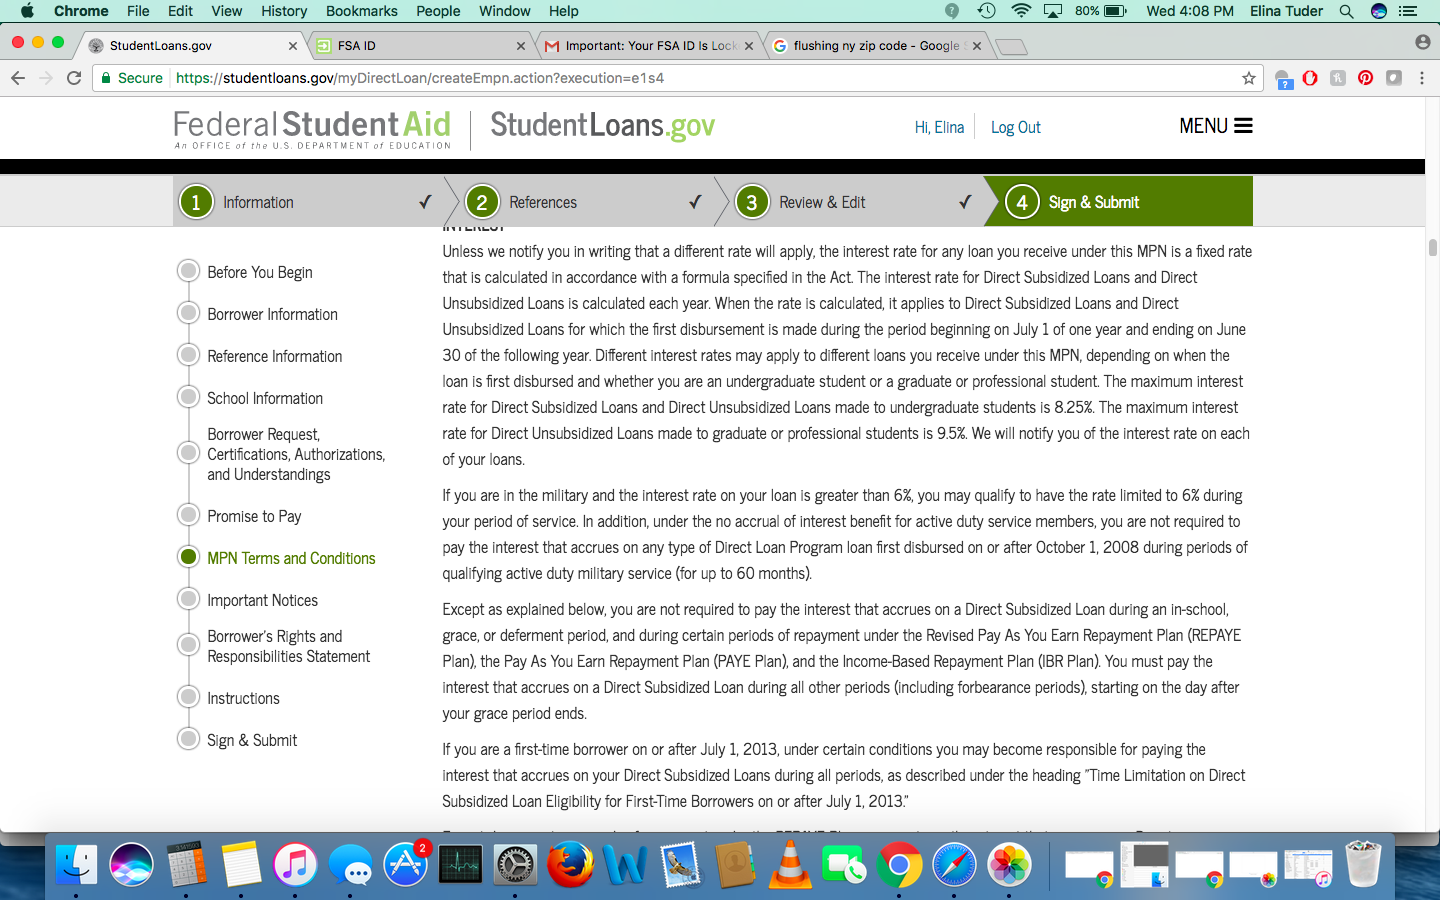 Chrome File Edit View History Bookmarks People Window Help 80% Wed 4:08 PM Elina Tuder
StudentLoans.gov FSA ID Important: Your FSA ID Is Lock flushing ny zip code - Google
Secure https://studentloans.gov/myDirectLoan/createEmpn.action?execution=e1s4
Federal Student Aid StudentLoans.gov Hi, Elina Log Out MENU
An OFFICE of the U.S. DEPARTMENT of EDUCATION
1 Information 2 References 3 Review & Edit 4 Sign & Submit
Before You Begin
Borrower Information
Reference Information
School Information
Borrower Request,
Certifications, Authorizations,
and Understandings
Promise to Pay
MPN Terms and Conditions
Important Notices
Borrower's Rights and
Responsibilities Statement
Instructions
Sign & Submit
INTEREST
Unless we notify you in writing that a different rate will apply, the interest rate for any loan you receive under this MPN is a fixed rate
that is calculated in accordance with a formula specified in the Act. The interest rate for Direct Subsidized Loans and Direct
Unsubsidized Loans is calculated each year. When the rate is calculated, it applies to Direct Subsidized Loans and Direct
Unsubsidized Loans for which the first disbursement is made during the period beginning on July 1 of one year and ending on June
30 of the following year. Different interest rates may apply to different loans you receive under this MPN, depending on when the
loan is first disbursed and whether you are an undergraduate student or a graduate or professional student. The maximum interest
rate for Direct Subsidized Loans and Direct Unsubsidized Loans made to undergraduate students is 8.25%. The maximum interest
rate for Direct Unsubsidized Loans made to graduate or professional students is 9.5%. We will notify you of the interest rate on each
of your loans.
If you are in the military and the interest rate on your loan is greater than 6%, you may qualify to have the rate limited to 6% during
your period of service. In addition, under the no accrual of interest benefit for active duty service members, you are not required to
pay the interest that accrues on any type of Direct Loan Program loan first disbursed on or after October 1, 2008 during periods of
qualifying active duty military service (for up to 60 months).
Except as explained below, you are not required to pay the interest that accrues on a Direct Subsidized Loan during an in-school,
grace, or deferment period, and during certain periods of repayment under the Revised Pay As You Earn Repayment Plan (REPAYE
Plan), the Pay As You Earn Repayment Plan (PAYE Plan), and the Income-Based Repayment Plan (IBR Plan). You must pay the
interest that accrues on a Direct Subsidized Loan during all other periods (including forbearance periods), starting on the day after
your grace period ends.
If you are a first-time borrower on or after July 1, 2013, under certain conditions you may become responsible for paying the
interest that accrues on your Direct Subsidized Loans during all periods, as described under the heading "Time Limitation on Direct
Subsidized Loan Eligibility for First-Time Borrowers on or after July 1, 2013."
2